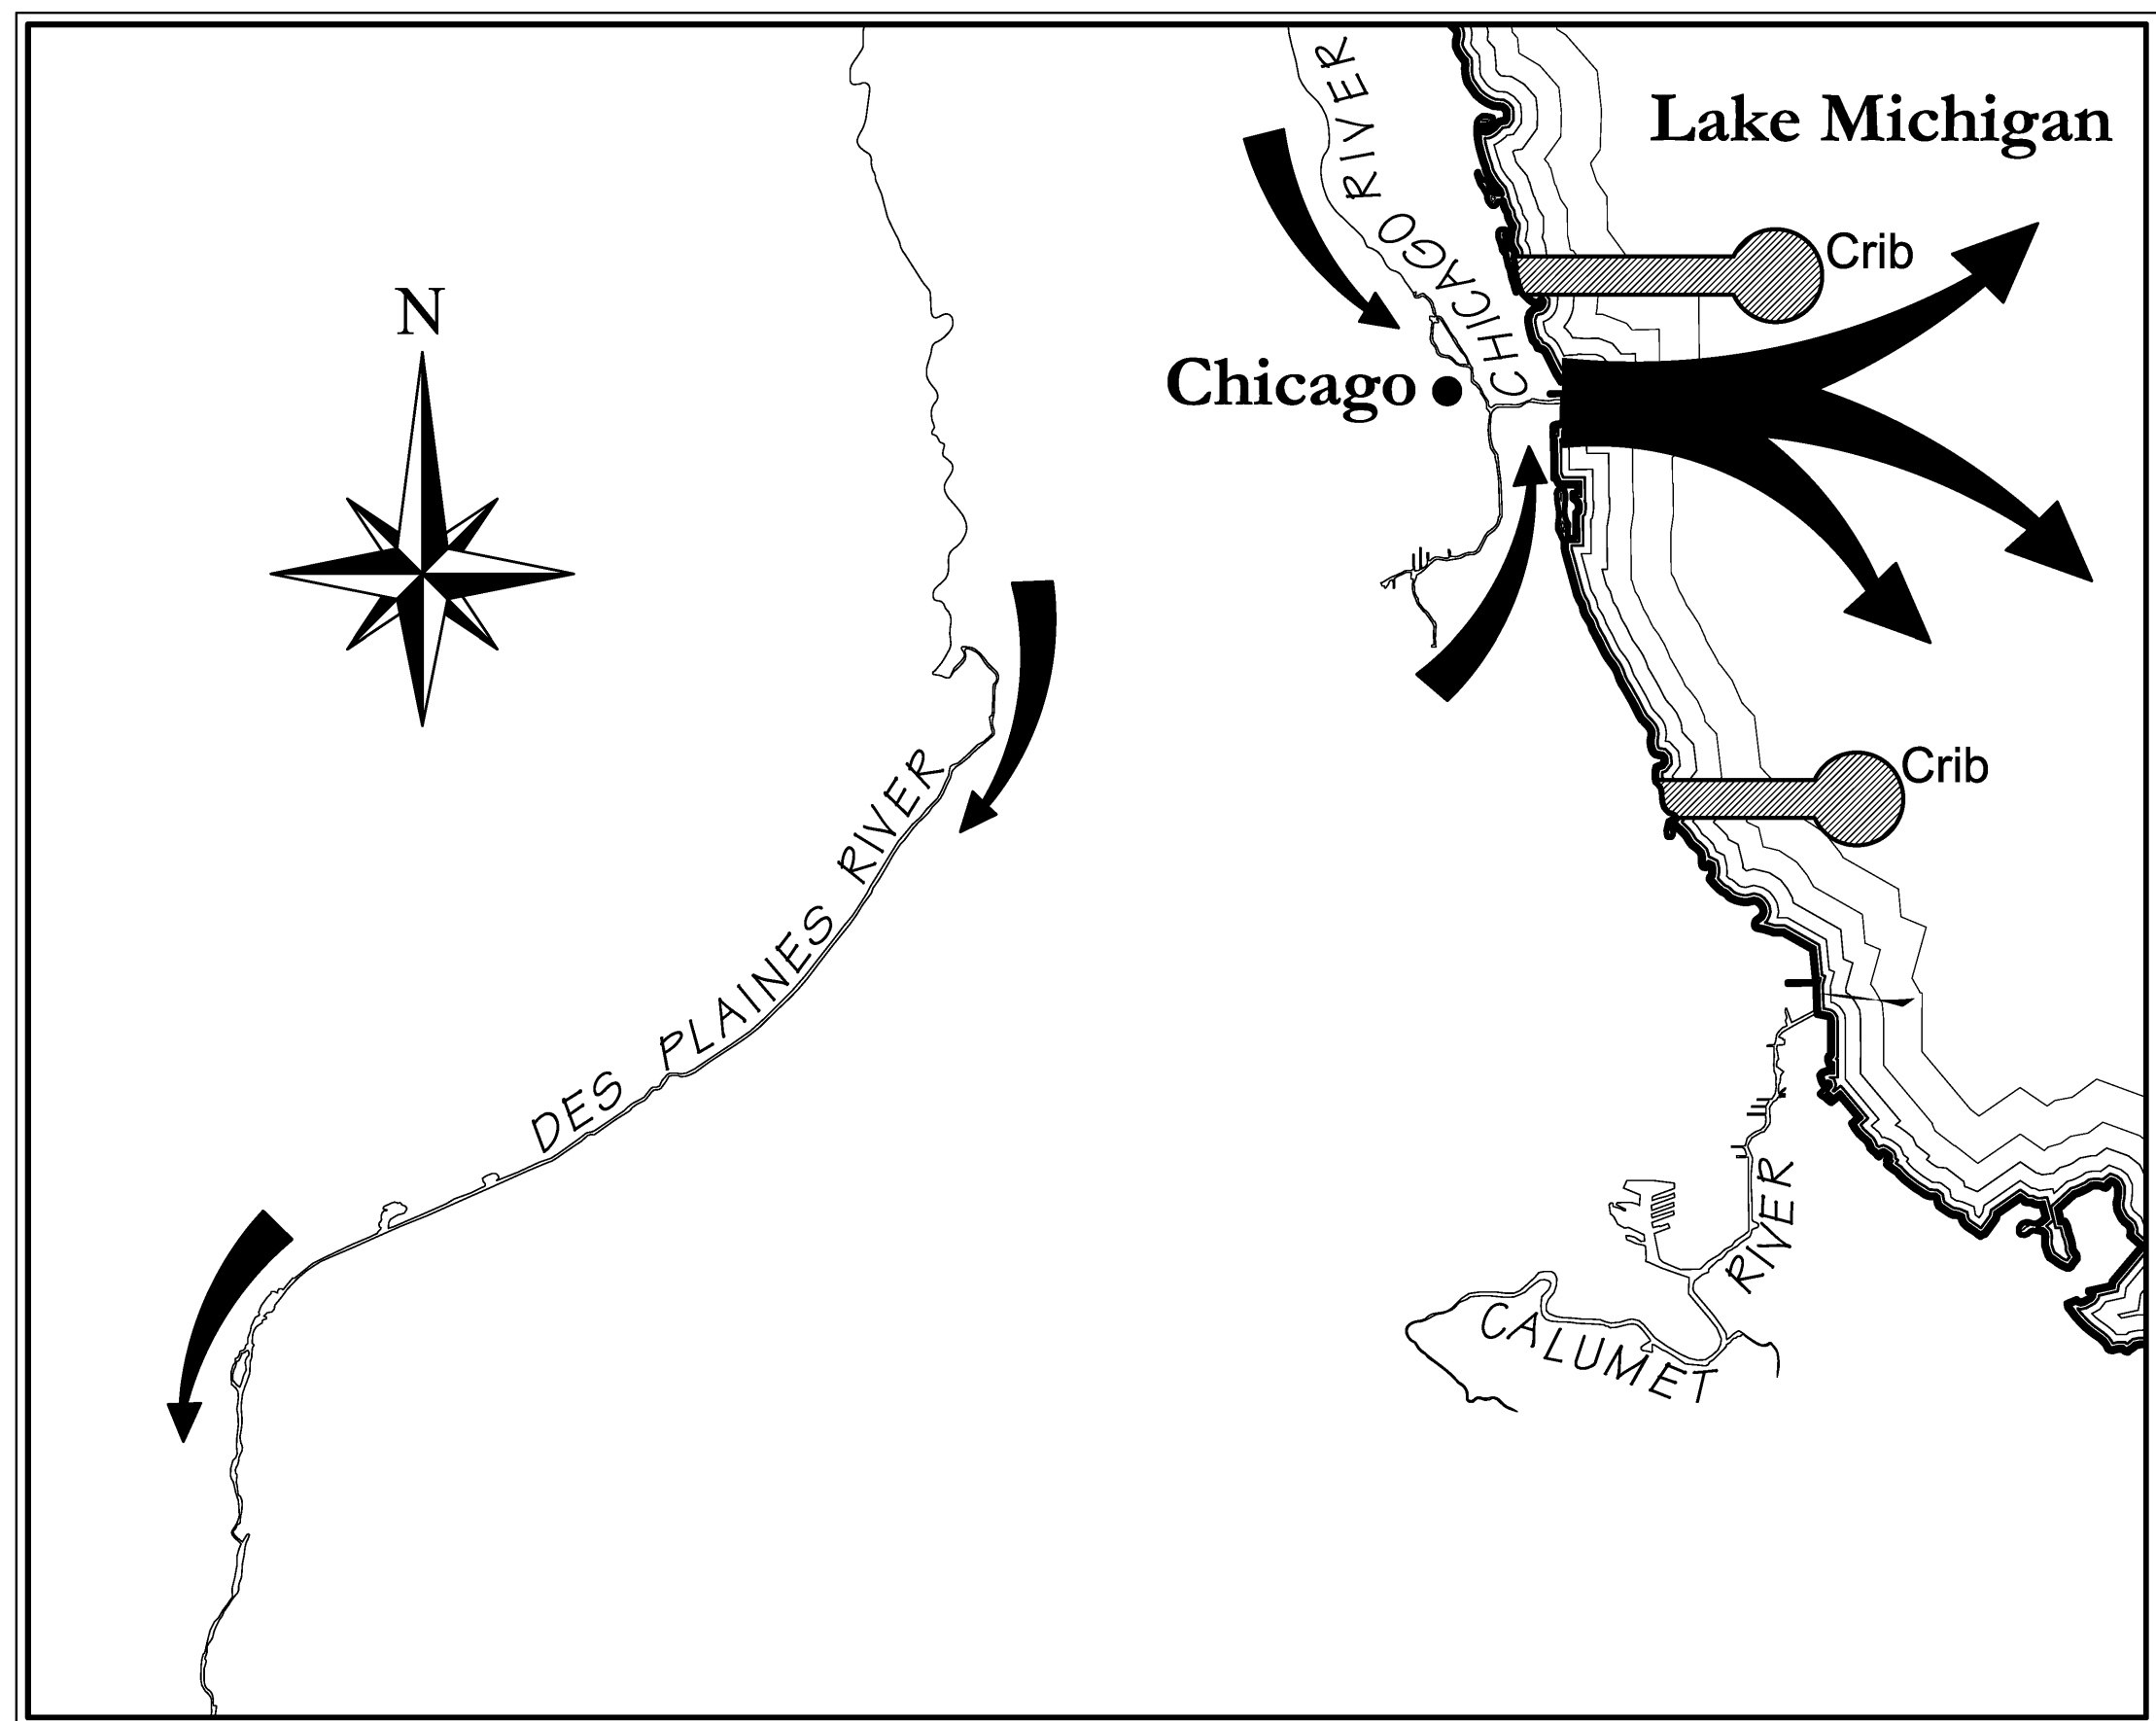 Lake Michigan
CHICAGO RIVER
Crib
N
Chicago
Crib
DES PLAINES RIVER
CALUMET RIVER